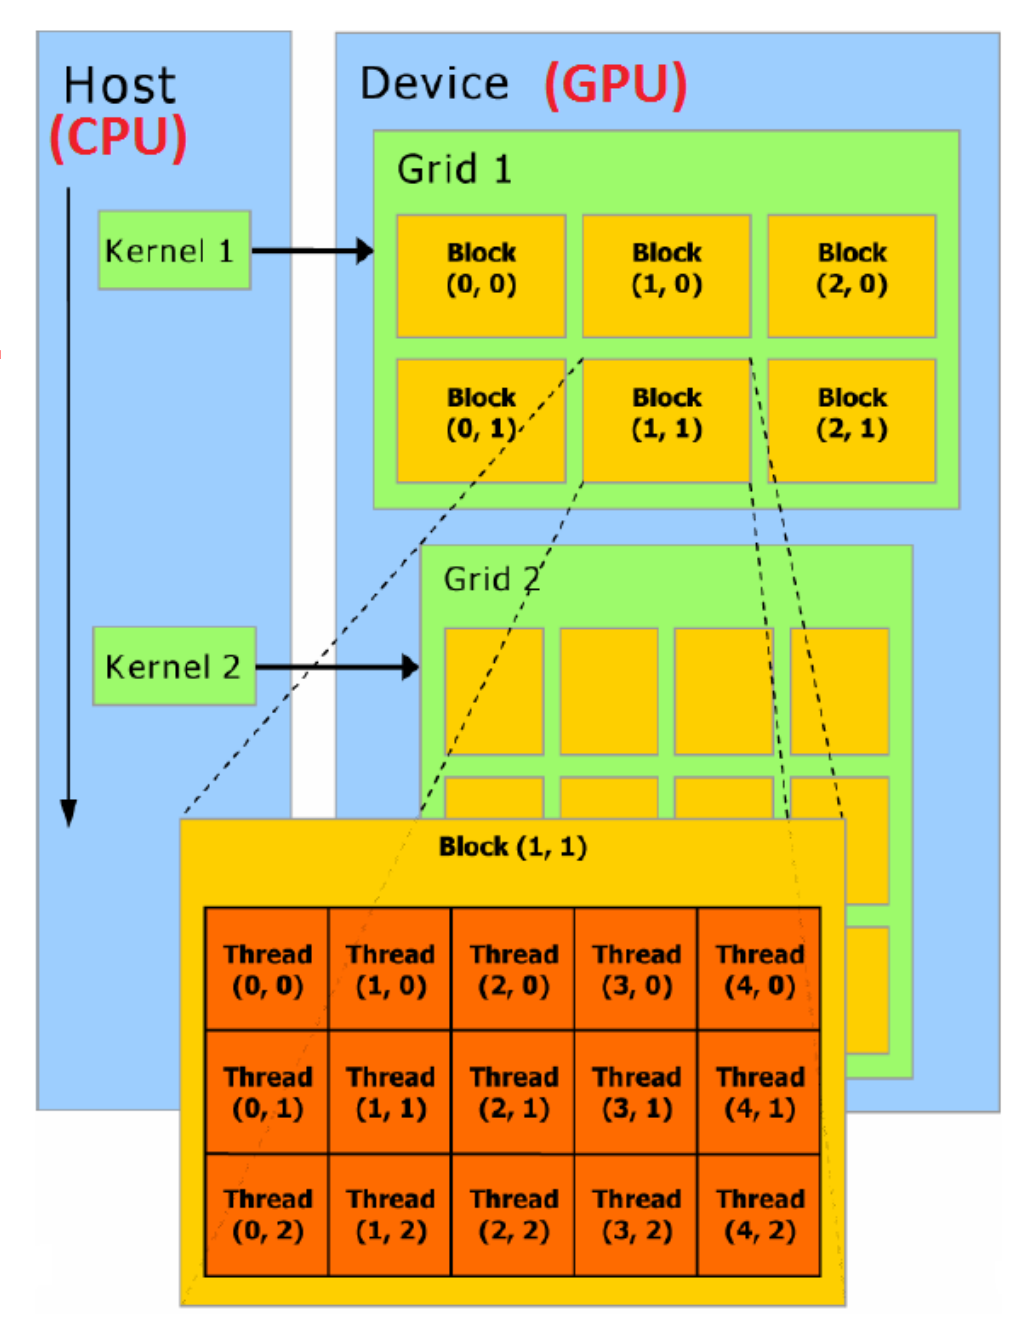 Host
(CPU)
Device (GPU)
Grid 1
Kernel 1
Block
(0, 0)
Block
(1, 0)
Block
(2, 0)
Block
(0, 1)
Block
(1, 1)
Block
(2, 1)
Grid 2
Kernel 2
Block (1, 1)
Thread
(0, 0)
Thread
(1, 0)
Thread
(2, 0)
Thread
(3, 0)
Thread
(4, 0)
Thread
(0, 1)
Thread
(1, 1)
Thread
(2, 1)
Thread
(3, 1)
Thread
(4, 1)
Thread
(0, 2)
Thread
(1, 2)
Thread
(2, 2)
Thread
(3, 2)
Thread
(4, 2)